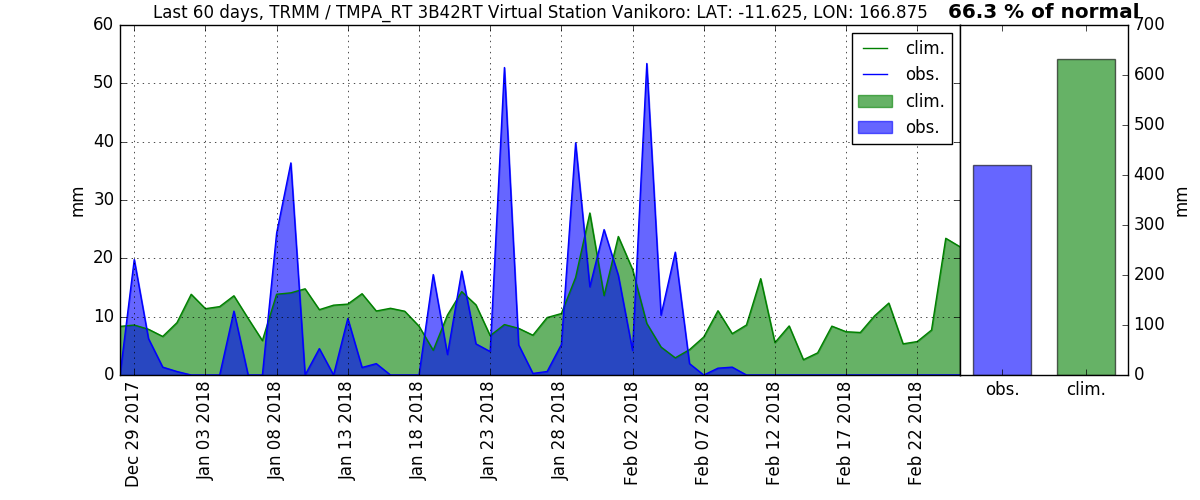 Last 60 days, TRMM / TMPA_RT 3B42RT Virtual Station Vanikoro: LAT: -11.625, LON: 166.875
66.3 % of normal
60
50
40
30
20
10
0
mm
Dec 29 2017
Jan 03 2018
Jan 08 2018
Jan 13 2018
Jan 18 2018
Jan 23 2018
Jan 28 2018
Feb 02 2018
Feb 07 2018
Feb 12 2018
Feb 17 2018
Feb 22 2018
clim.
obs.
clim.
obs.
700
600
500
400
300
200
100
0
mm
obs.
clim.